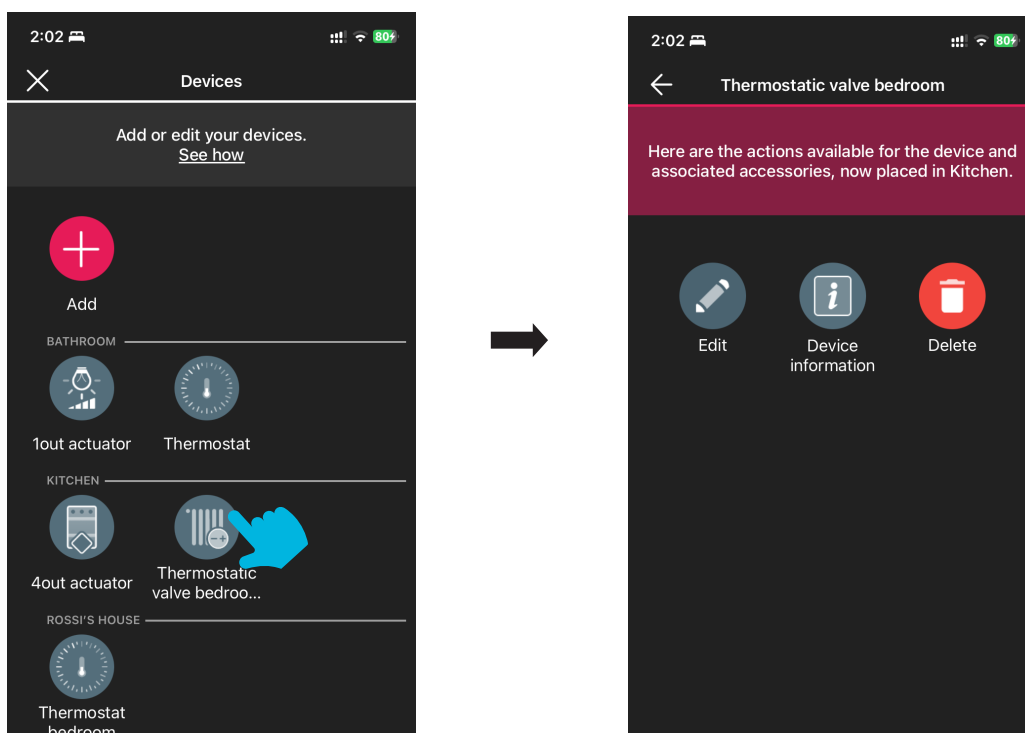 2:02
80
Devices
Add or edit your devices.
See how
Add
BATHROOM
1out actuator
Thermostat
KITCHEN
4out actuator
Thermostatic
valve bedroo...
ROSSI'S HOUSE
Thermostat
bedroom
2:02
80
Thermostatic valve bedroom
Here are the actions available for the device and
associated accessories, now placed in Kitchen.
Edit
Device
information
Delete